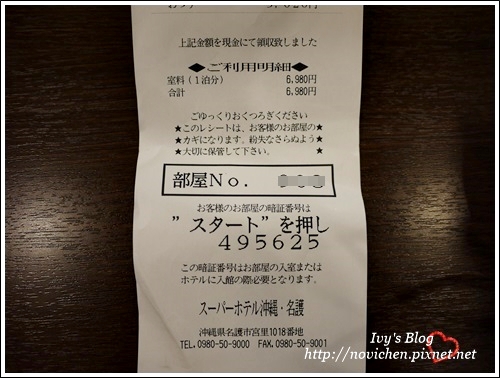 上記金額を現金にて領収致しました
◆ご利用明細◆
室料(1泊分) 6,980円
合計 6,980円
ごゆっくりおくつろぎください
★このレシートは、お客様のお部屋の★
★カギになります。紛失なさらぬよう★
★大切に保管して下さい。 ★
部屋No.
お客様のお部屋の暗証番号は
”スタート”を押し
495625
この暗証番号はお部屋の入室または
ホテルに入館の際必要となります。
スーパーホテル沖縄・名護
沖縄県名護市宮里1018番地
TEL.0980-50-9000 FAX.0980-50-9001
Ivy's Blog
http://novichen.pixnet.net